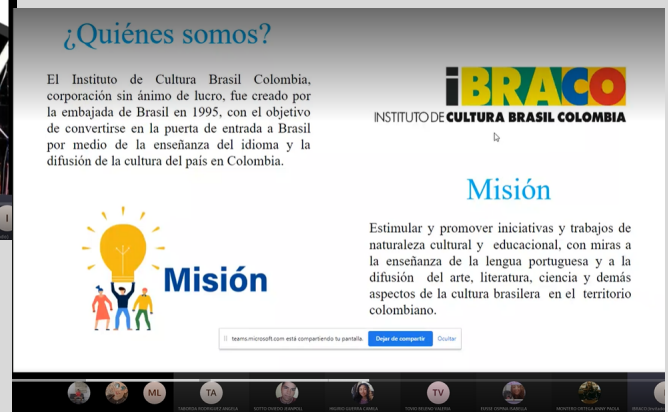 ¿Quiénes somos?
El Instituto de Cultura Brasil Colombia,
corporación sin ánimo de lucro, fue creado por
la embajada de Brasil en 1995, con el objetivo
de convertirse en la puerta de entrada a Brasil
por medio de la enseñanza del idioma y la
difusión de la cultura del país en Colombia.
iBRACO
INSTITUTO DE CULTURA BRASIL COLOMBIA
Misión
Misión
Estimular y promover iniciativas y trabajos de
naturaleza cultural y educacional, con miras a
la enseñanza de la lengua portuguesa y a la
difusión del arte, literatura, ciencia y demás
aspectos de la cultura brasilera en el territorio
colombiano.
teams.microsoft.com está compartiendo tu pantalla. Dejar de compartir Ocultar
I
ML TA TV